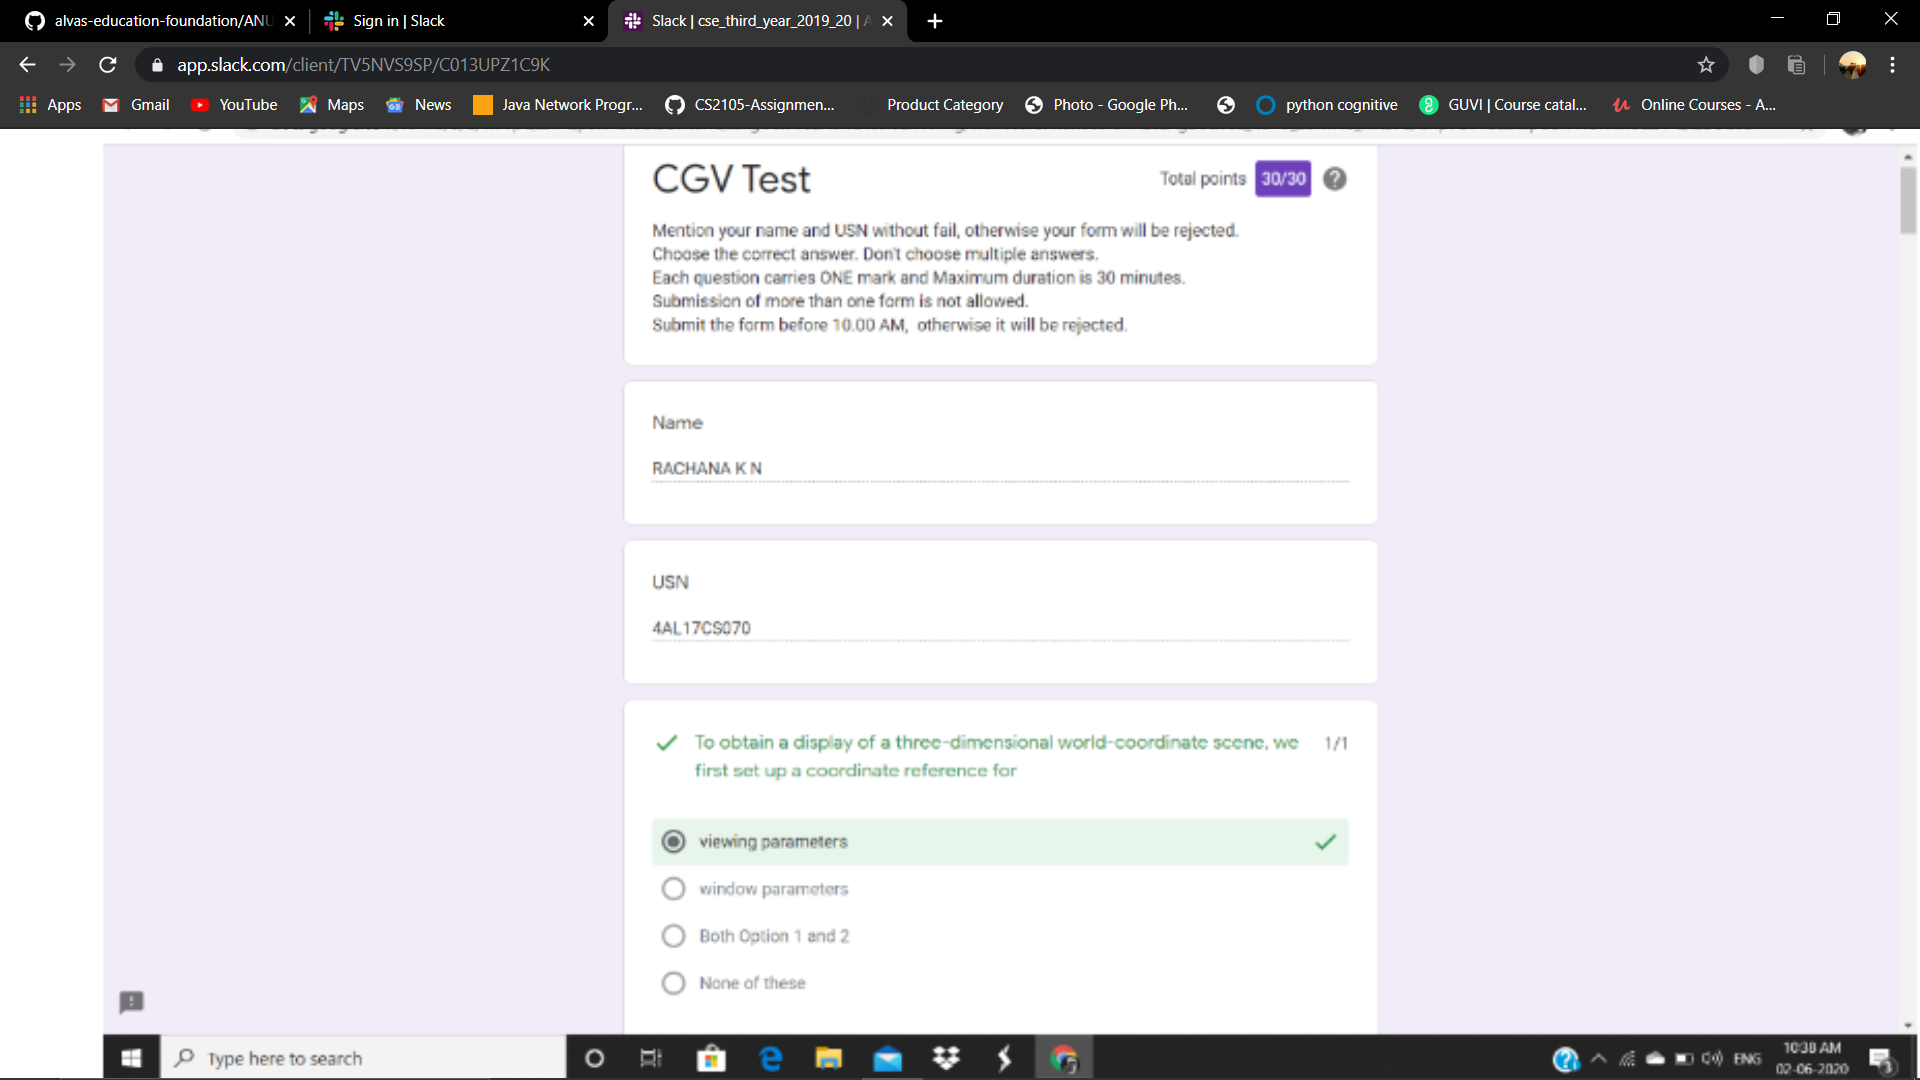 alvas-education-foundation/ANU
Sign in | Slack
Slack | cse_third_year_2019_20 | A
app.slack.com/client/TV5NVS9SP/C013UPZ1C9K
Apps
Gmail
YouTube
Maps
News
Java Network Progr...
CS2105-Assignmen...
Product Category
Photo - Google Ph...
python cognitive
GUVI | Course catal...
Online Courses - A...
CGV Test
Total points 30/30
Mention your name and USN without fail, otherwise your form will be rejected.
Choose the correct answer. Don't choose multiple answers.
Each question carries ONE mark and Maximum duration is 30 minutes.
Submission of more than one form is not allowed.
Submit the form before 10.00 AM, otherwise it will be rejected.
Name
RACHANA K N
USN
4AL17CS070
To obtain a display of a three-dimensional world-coordinate scene, we 1/1
first set up a coordinate reference for
viewing parameters
window parameters
Both Option 1 and 2
None of these
Type here to search
ENG
10:38 AM
02-06-2020